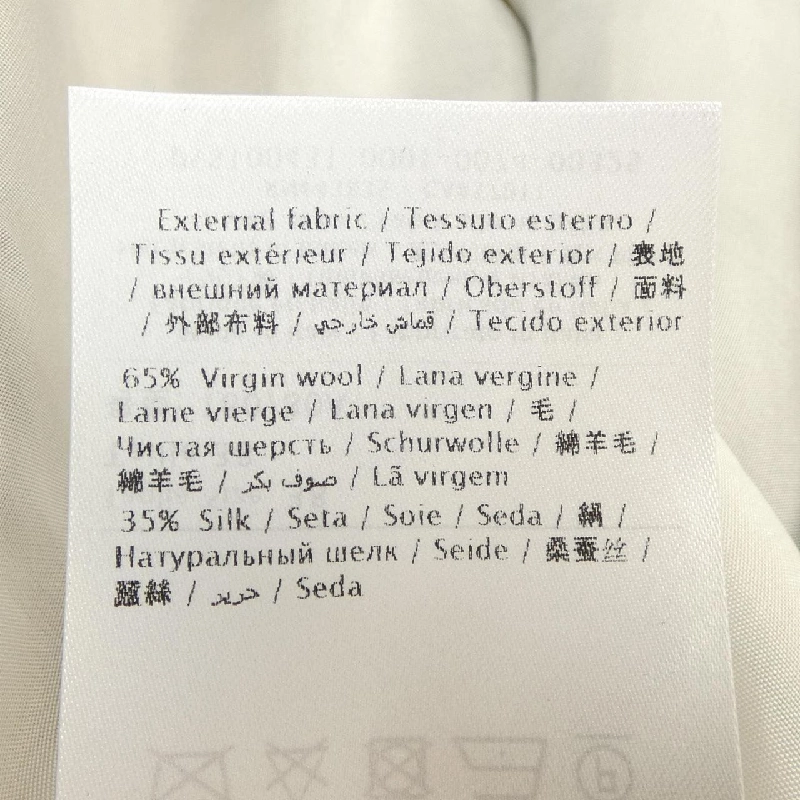 External fabric / Tessuto esterno /
Tissu extérieur / Tejido exterior / 表地
/ внешний материал / Oberstoff / 面料
/ 外部布料 / قماش خارجي / Tecido exterior
65% Virgin wool / Lana vergine /
Laine vierge / Lana virgen / 毛 /
Чистая шерсть / Schurwolle / 綿羊毛 /
綿羊毛 / صوف بكر / Lã virgem
35% Silk / Seta / Soie / Seda / 絹 /
Натуральный шелк / Seide / 桑蚕丝 /
蠶絲 / حرير / Seda